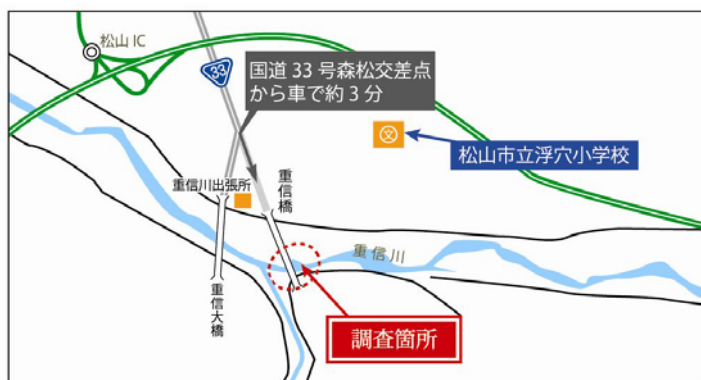 松山 IC
33
国道 33 号森松交差点
から車で約 3 分
文
松山市立浮穴小学校
重信川出張所
重信橋
重信川
重信大橋
調査箇所